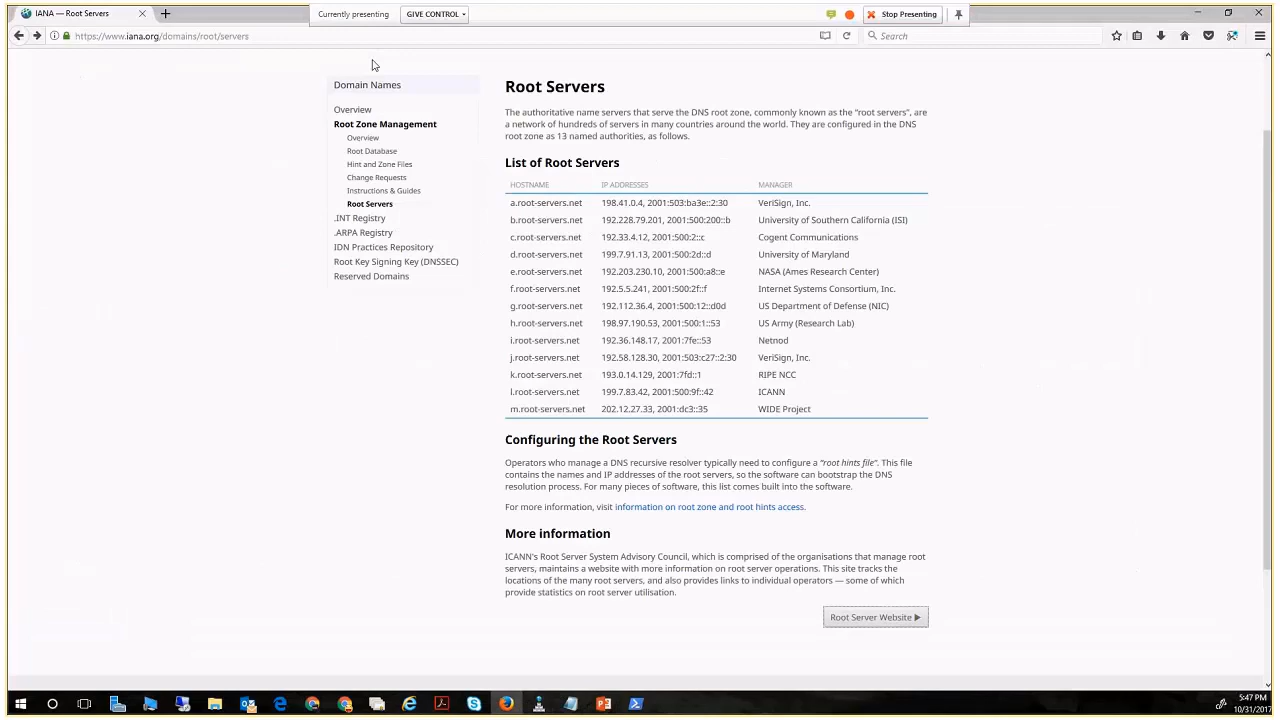 IANA — Root Servers
Currently presenting
GIVE CONTROL
Stop Presenting
https://www.iana.org/domains/root/servers
Search
Domain Names
Overview
Root Zone Management
Overview
Root Database
Hint and Zone Files
Change Requests
Instructions & Guides
Root Servers
.INT Registry
.ARPA Registry
IDN Practices Repository
Root Key Signing Key (DNSSEC)
Reserved Domains
Root Servers
The authoritative name servers that serve the DNS root zone, commonly known as the “root servers”, are
a network of hundreds of servers in many countries around the world. They are configured in the DNS
root zone as 13 named authorities, as follows.
List of Root Servers
HOSTNAME IP ADDRESSES MANAGER
a.root-servers.net 198.41.0.4, 2001:503:ba3e::2:30 VeriSign, Inc.
b.root-servers.net 192.228.79.201, 2001:500:200::b University of Southern California (ISI)
c.root-servers.net 192.33.4.12, 2001:500:2::c Cogent Communications
d.root-servers.net 199.7.91.13, 2001:500:2d::d University of Maryland
e.root-servers.net 192.203.230.10, 2001:500:a8::e NASA (Ames Research Center)
f.root-servers.net 192.5.5.241, 2001:500:2f::f Internet Systems Consortium, Inc.
g.root-servers.net 192.112.36.4, 2001:500:12::d0d US Department of Defense (NIC)
h.root-servers.net 198.97.190.53, 2001:500:1::53 US Army (Research Lab)
i.root-servers.net 192.36.148.17, 2001:7fe::53 Netnod
j.root-servers.net 192.58.128.30, 2001:503:c27::2:30 VeriSign, Inc.
k.root-servers.net 193.0.14.129, 2001:7fd::1 RIPE NCC
l.root-servers.net 199.7.83.42, 2001:500:9f::42 ICANN
m.root-servers.net 202.12.27.33, 2001:dc3::35 WIDE Project
Configuring the Root Servers
Operators who manage a DNS recursive resolver typically need to configure a “root hints file”. This file
contains the names and IP addresses of the root servers, so the software can bootstrap the DNS
resolution process. For many pieces of software, this list comes built into the software.
For more information, visit information on root zone and root hints access.
More information
ICANN's Root Server System Advisory Council, which is comprised of the organisations that manage root
servers, maintains a website with more information on root server operations. This site tracks the
locations of the many root servers, and also provides links to individual operators — some of which
provide statistics on root server utilisation.
Root Server Website
5:47 PM
10/31/2017